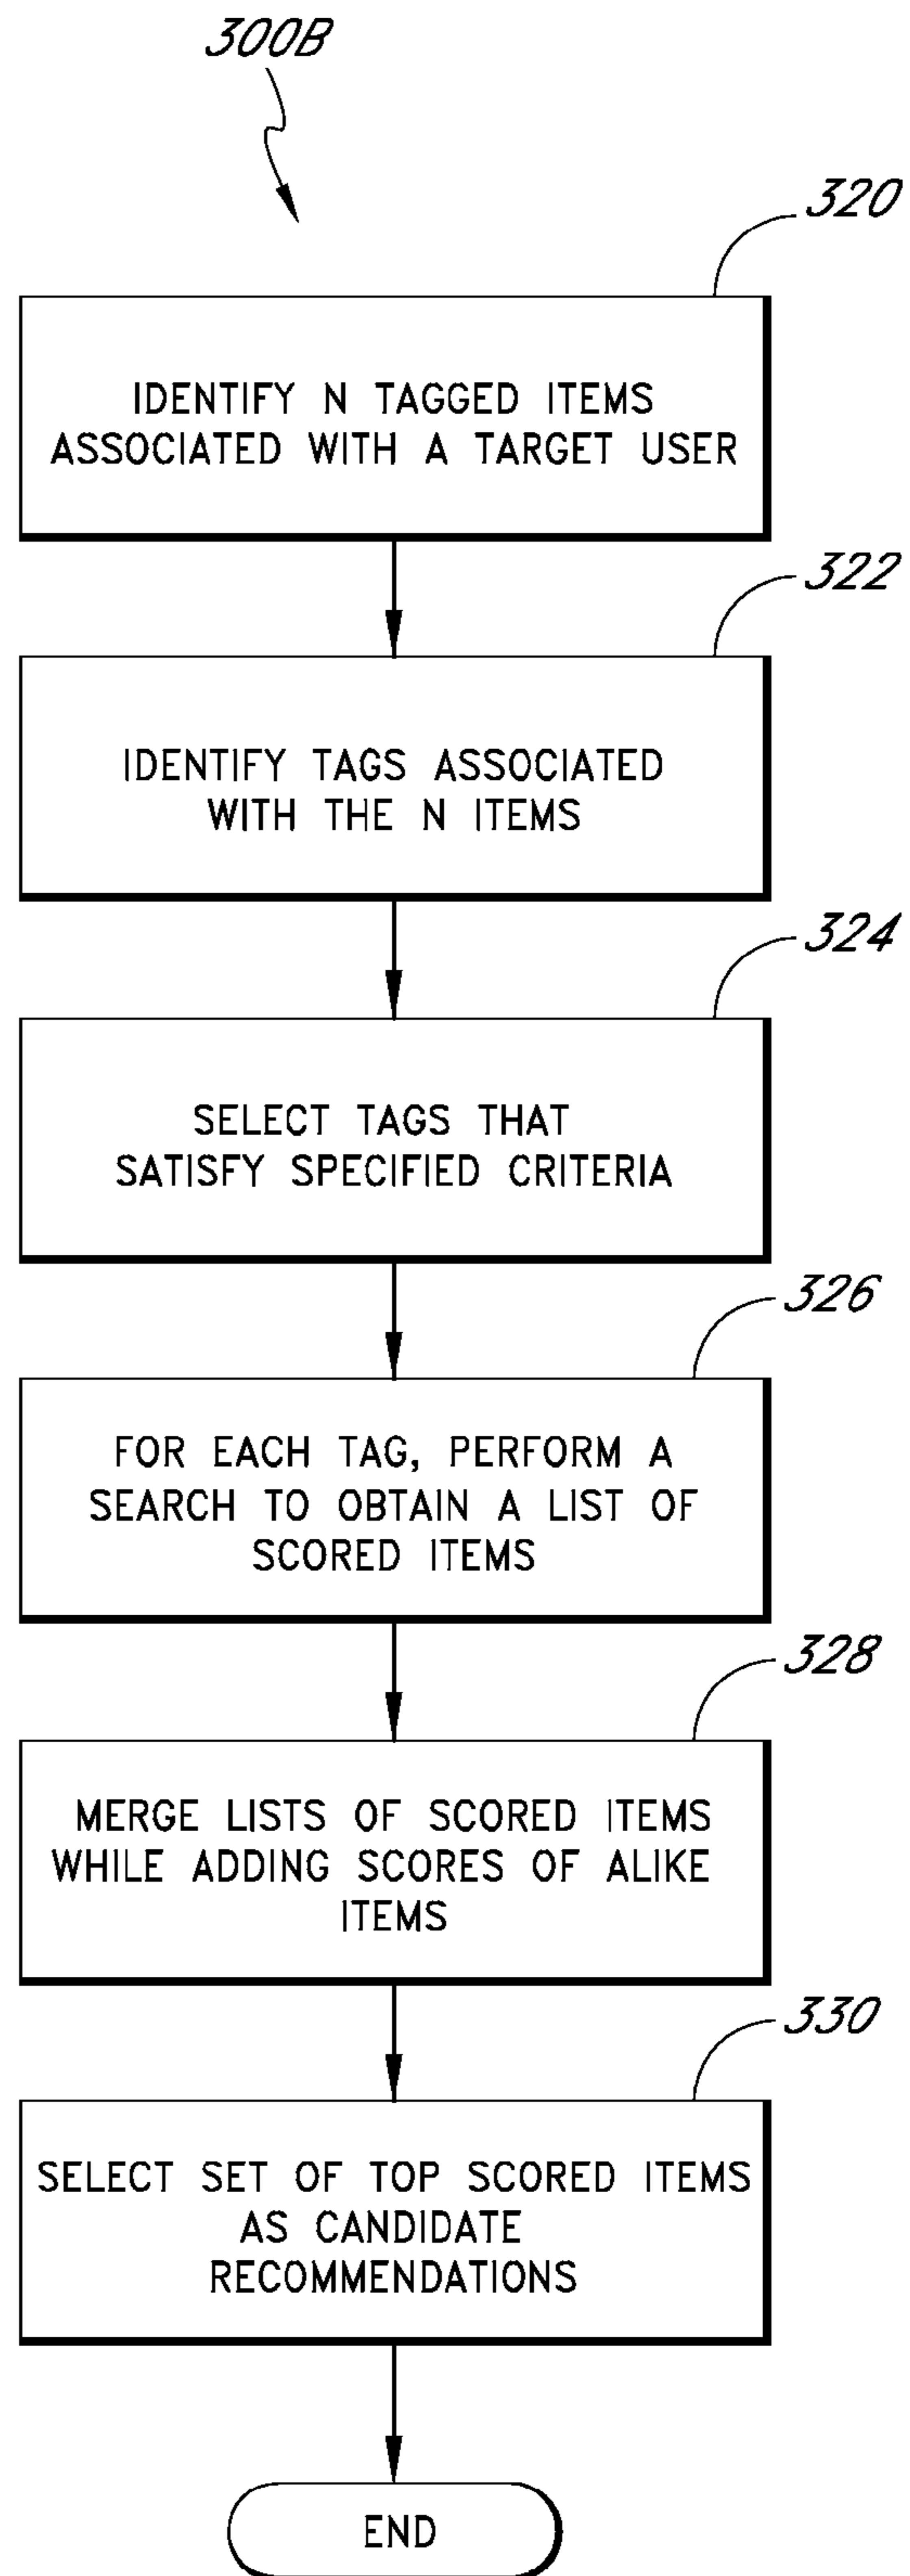 300B
320
IDENTIFY N TAGGED ITEMS
ASSOCIATED WITH A TARGET USER
322
IDENTIFY TAGS ASSOCIATED
WITH THE N ITEMS
324
SELECT TAGS THAT
SATISFY SPECIFIED CRITERIA
326
FOR EACH TAG, PERFORM A
SEARCH TO OBTAIN A LIST OF
SCORED ITEMS
328
MERGE LISTS OF SCORED ITEMS
WHILE ADDING SCORES OF ALIKE
ITEMS
330
SELECT SET OF TOP SCORED ITEMS
AS CANDIDATE
RECOMMENDATIONS
END